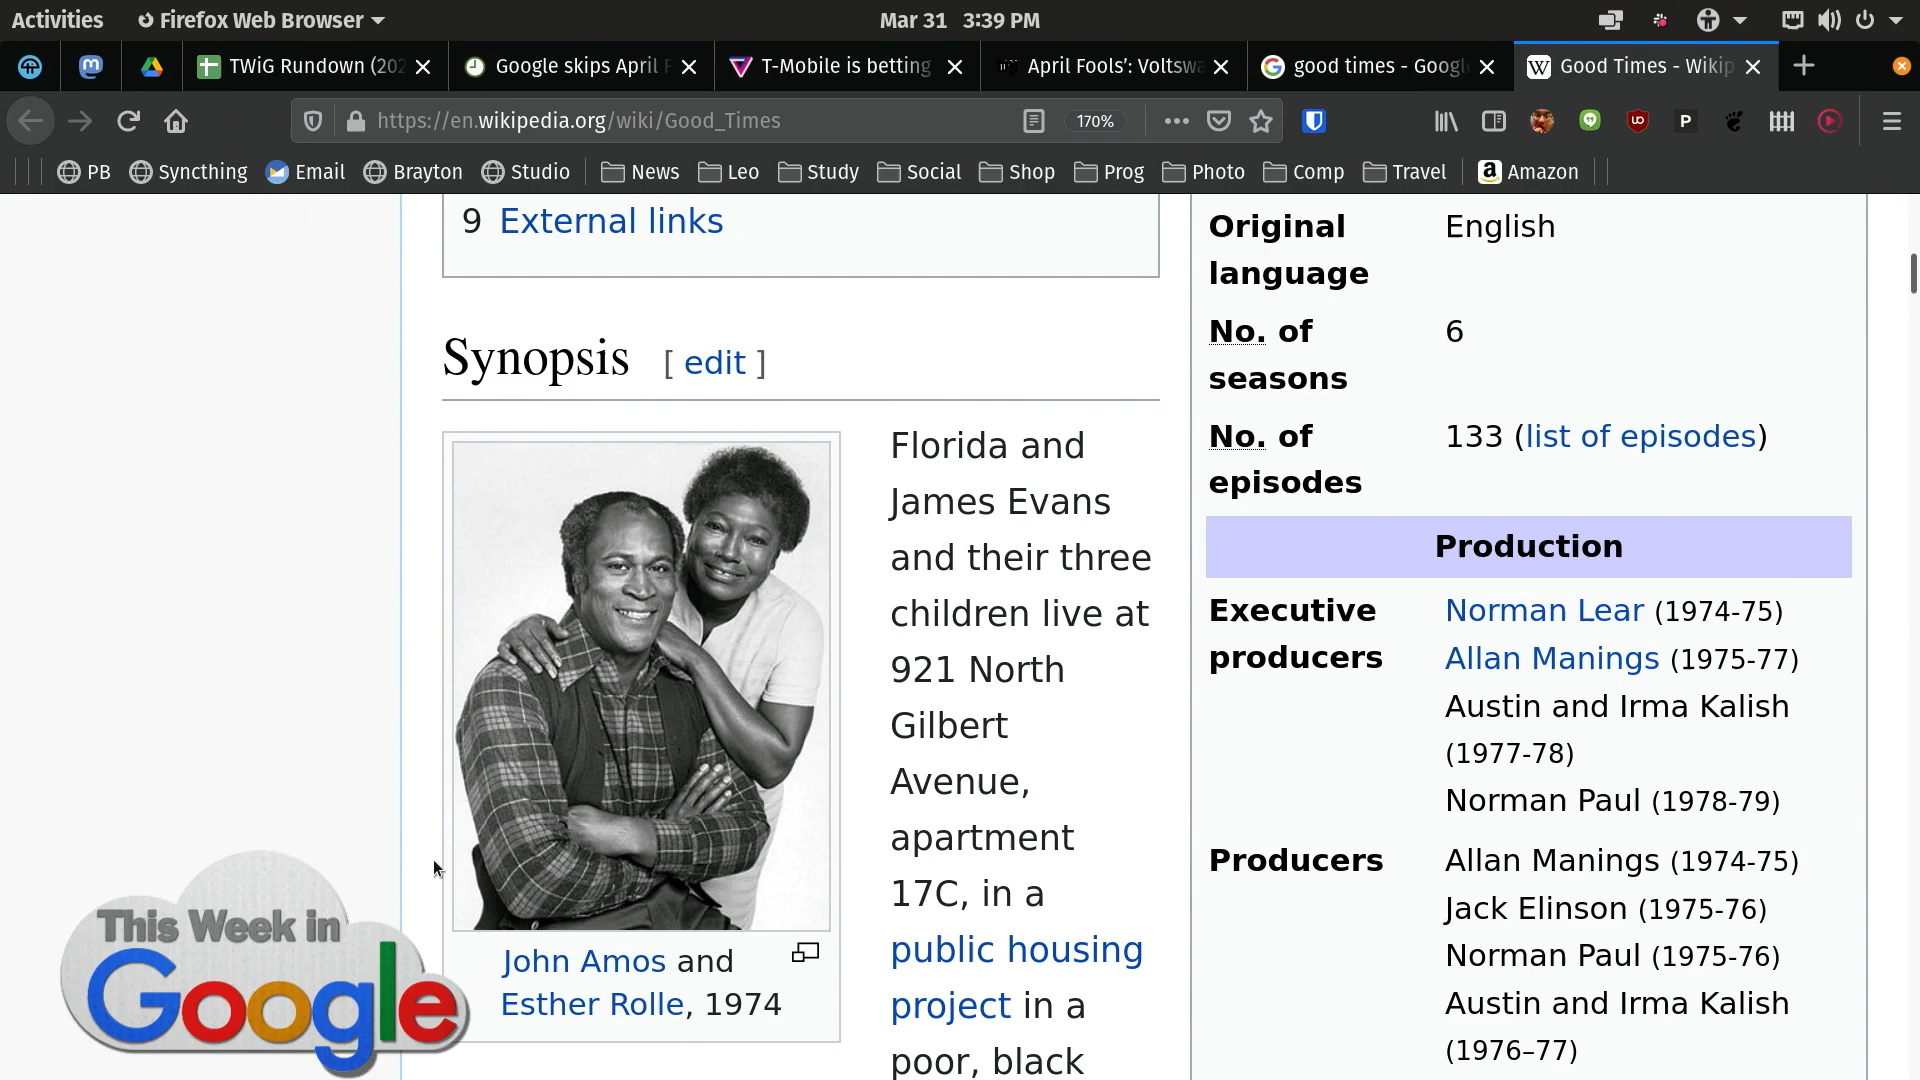 Activities
Firefox Web Browser
Mar 31 3:39 PM
TWiG Rundown (202
Google skips April F
T-Mobile is betting
April Fools’: Voltswa
good times - Google
Good Times - Wikip
https://en.wikipedia.org/wiki/Good_Times
170%
PB
Syncthing
Email
Brayton
Studio
News
Leo
Study
Social
Shop
Prog
Photo
Comp
Travel
Amazon
9 External links
Synopsis [ edit ]
John Amos and
Esther Rolle, 1974
Florida and
James Evans
and their three
children live at
921 North
Gilbert
Avenue,
apartment
17C, in a
public housing
project in a
poor, black
Original language English
No. of seasons 6
No. of episodes 133 (list of episodes)
Production
Executive producers
Norman Lear (1974-75)
Allan Manings (1975-77)
Austin and Irma Kalish
(1977-78)
Norman Paul (1978-79)
Producers
Allan Manings (1974-75)
Jack Elinson (1975-76)
Norman Paul (1975-76)
Austin and Irma Kalish
(1976–77)
This Week in
Google